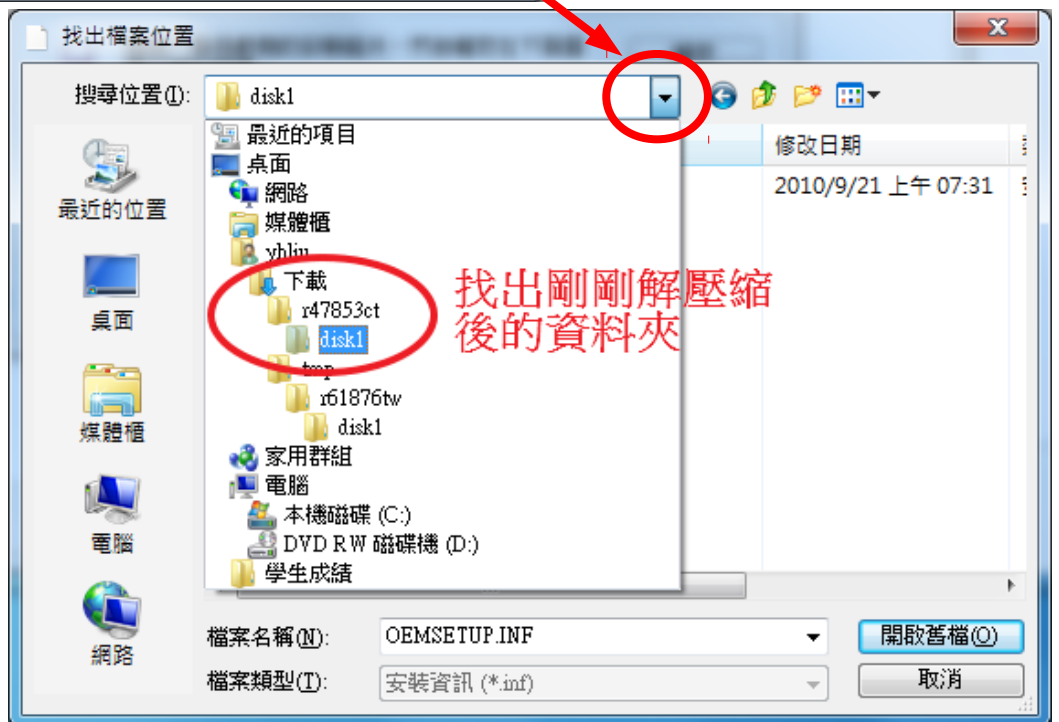 找出檔案位置
搜尋位置(I):
disk1
最近的項目
桌面
網路
媒體櫃
yhliu
下載
r47853ct
disk1
tmp
r61876tw
disk1
家用群組
電腦
本機磁碟 (C:)
DVD RW 磁碟機 (D:)
學生成績
修改日期
2010/9/21 上午 07:31
找出剛剛解壓縮
後的資料夾
最近的位置
桌面
媒體櫃
電腦
網路
檔案名稱(N):
OEMSETUP.INF
開啟舊檔(O)
檔案類型(T):
安裝資訊 (*.inf)
取消